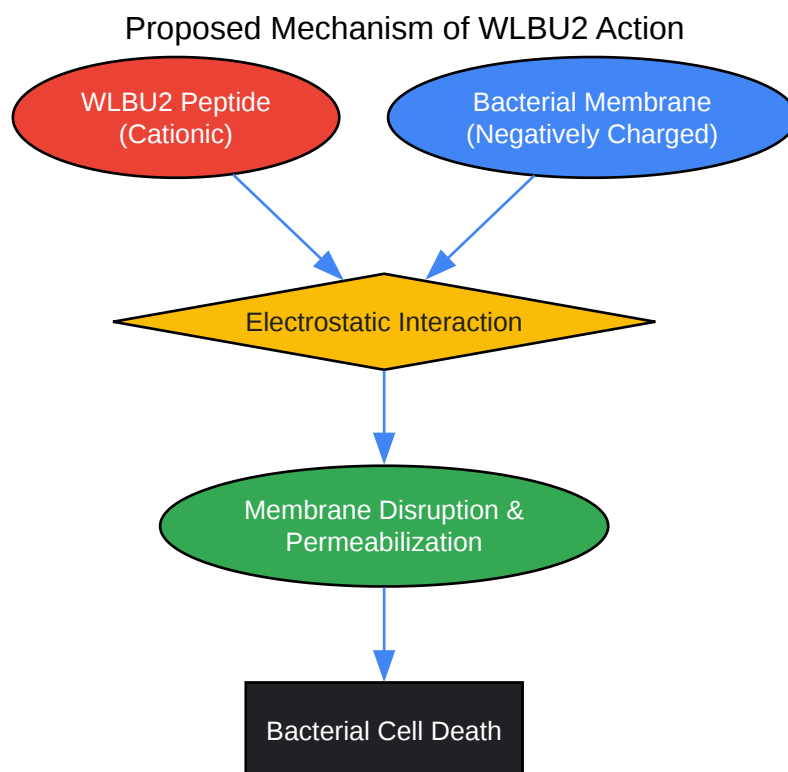 Proposed Mechanism of WLBU2 Action
WLBU2 Peptide
(Cationic)
Bacterial Membrane
(Negatively Charged)
Electrostatic Interaction
Membrane Disruption &
Permeabilization
Bacterial Cell Death